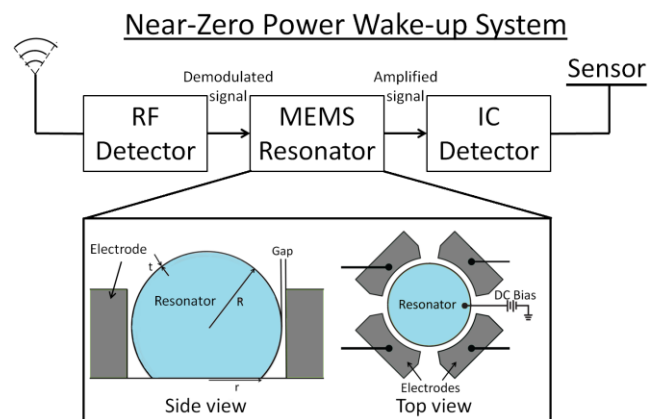 Near-Zero Power Wake-up System
Demodulated
signal
Amplified
signal
Sensor
RF
Detector
MEMS
Resonator
IC
Detector
Electrode
t
Gap
Resonator
R
r
Side view
Resonator
DC Bias
Electrodes
Top view